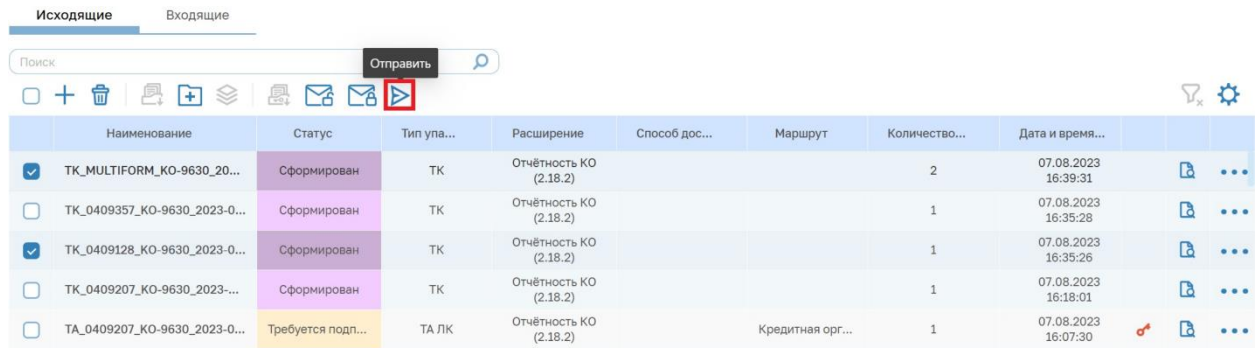 Исходящие Входящие
Поиск
Отправить
Наименование Статус Тип упа... Расширение Способ дос... Маршрут Количество... Дата и время...
TK_MULTIFORM_KO-9630_20... Сформирован ТК Отчётность КО (2.18.2) 2 07.08.2023 16:39:31
TK_0409357_KO-9630_2023-0... Сформирован ТК Отчётность КО (2.18.2) 1 07.08.2023 16:35:28
TK_0409128_KO-9630_2023-0... Сформирован ТК Отчётность КО (2.18.2) 1 07.08.2023 16:35:26
TK_0409207_KO-9630_2023-... Сформирован ТК Отчётность КО (2.18.2) 1 07.08.2023 16:18:01
TA_0409207_KO-9630_2023-0... Требуется подп... ТА ЛК Отчётность КО (2.18.2) Кредитная орг... 1 07.08.2023 16:07:30